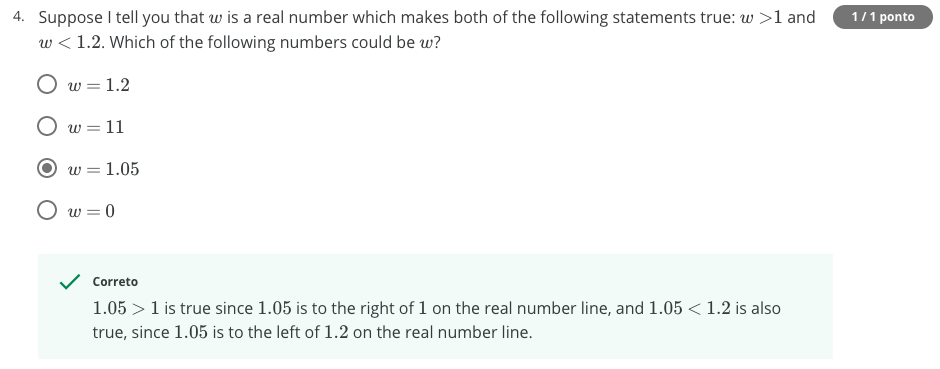 4. Suppose I tell you that w is a real number which makes both of the following statements true: w >1 and
1 / 1 ponto
w < 1.2. Which of the following numbers could be w?
w = 1.2
w = 11
w = 1.05
w = 0
Correto
1.05 > 1 is true since 1.05 is to the right of 1 on the real number line, and 1.05 < 1.2 is also
true, since 1.05 is to the left of 1.2 on the real number line.